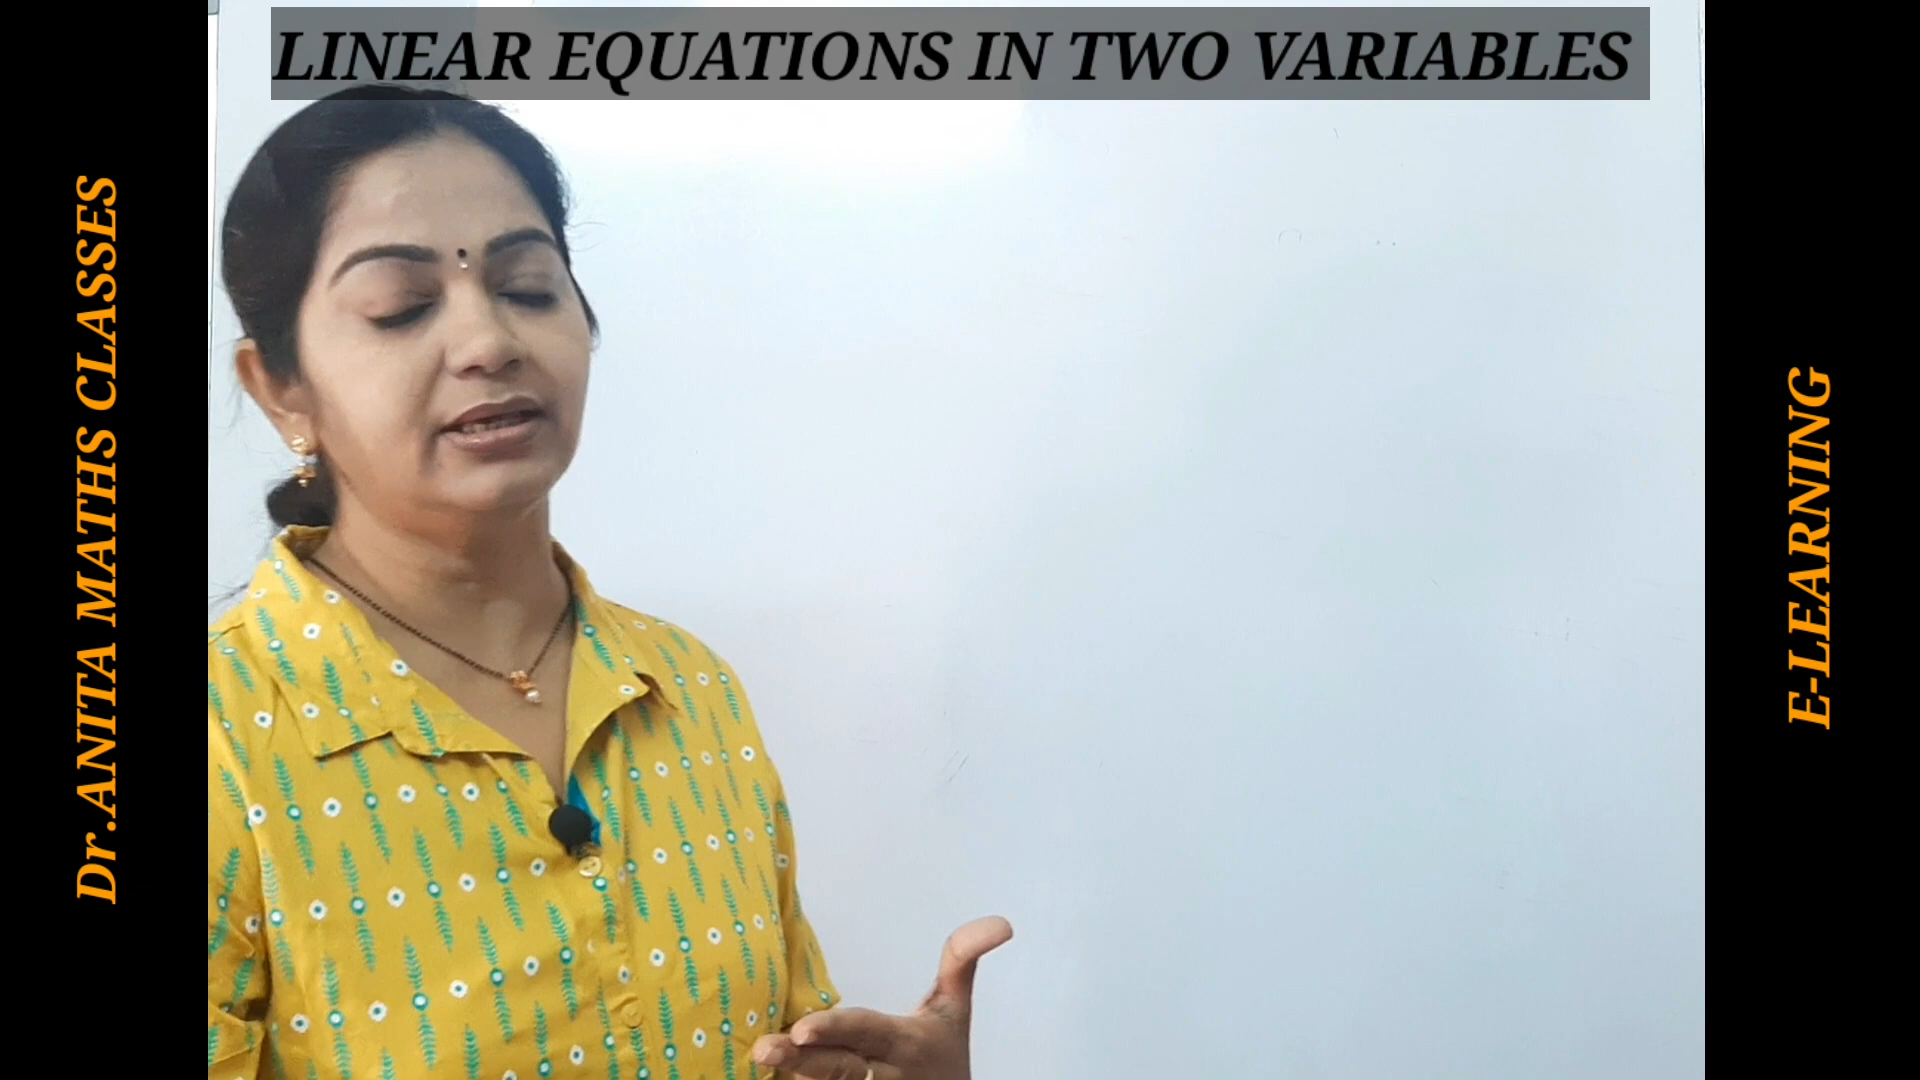 LINEAR EQUATIONS IN TWO VARIABLES
Dr.ANITA MATHS CLASSES
E-LEARNING